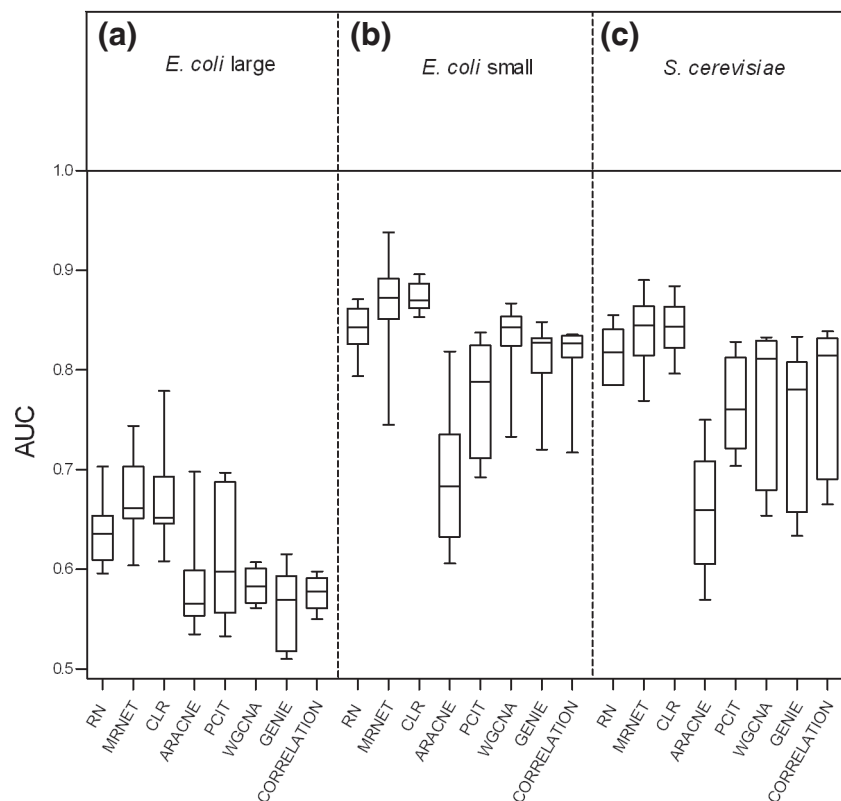 (a) (b) (c)
E. coli large E. coli small S. cerevisiae
1.0
0.9
0.8
0.7
0.6
0.5
AUC
RN MRNET CLR ARACNE PCIT WGCNA GENIE CORRELATION RN MRNET CLR ARACNE PCIT WGCNA GENIE CORRELATION RN MRNET CLR ARACNE PCIT WGCNA GENIE CORRELATION